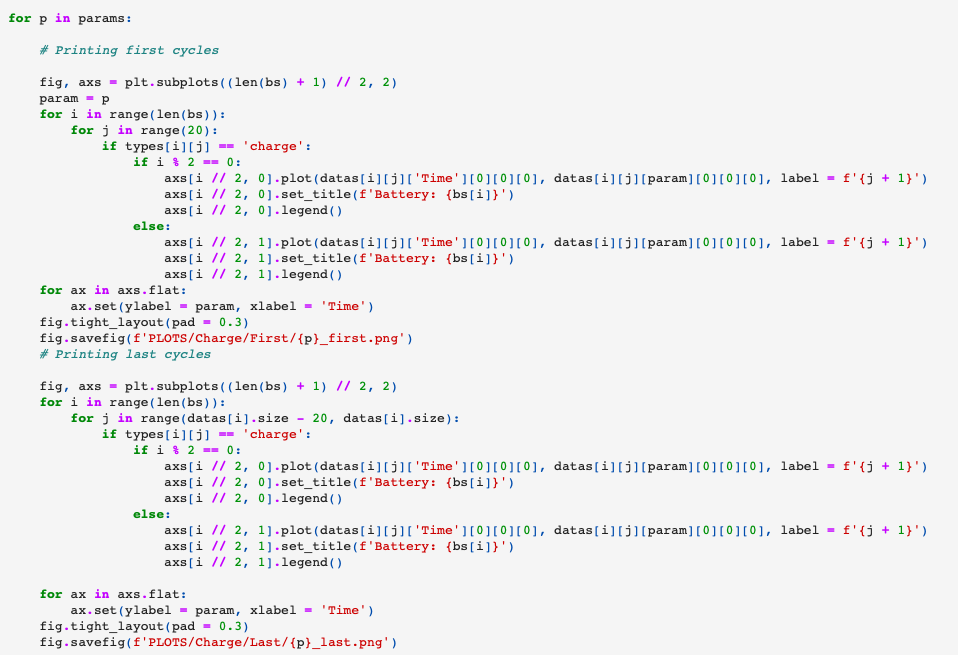 for p in params:
    # Printing first cycles
    fig, axs = plt.subplots((len(bs) + 1) // 2, 2)
    param = p
    for i in range(len(bs)):
        for j in range(20):
            if types[i][j] == 'charge':
                if i % 2 == 0:
                    axs[i // 2, 0].plot(datas[i][j]['Time'][0][0][0], datas[i][j][param][0][0][0], label = f'{j + 1}')
                    axs[i // 2, 0].set_title(f'Battery: {bs[i]}')
                    axs[i // 2, 0].legend()
                else:
                    axs[i // 2, 1].plot(datas[i][j]['Time'][0][0][0], datas[i][j][param][0][0][0], label = f'{j + 1}')
                    axs[i // 2, 1].set_title(f'Battery: {bs[i]}')
                    axs[i // 2, 1].legend()
    for ax in axs.flat:
        ax.set(ylabel = param, xlabel = 'Time')
    fig.tight_layout(pad = 0.3)
    fig.savefig(f'PLOTS/Charge/First/{p}_first.png')
    # Printing last cycles
    fig, axs = plt.subplots((len(bs) + 1) // 2, 2)
    for i in range(len(bs)):
        for j in range(datas[i].size - 20, datas[i].size):
            if types[i][j] == 'charge':
                if i % 2 == 0:
                    axs[i // 2, 0].plot(datas[i][j]['Time'][0][0][0], datas[i][j][param][0][0][0], label = f'{j + 1}')
                    axs[i // 2, 0].set_title(f'Battery: {bs[i]}')
                    axs[i // 2, 0].legend()
                else:
                    axs[i // 2, 1].plot(datas[i][j]['Time'][0][0][0], datas[i][j][param][0][0][0], label = f'{j + 1}')
                    axs[i // 2, 1].set_title(f'Battery: {bs[i]}')
                    axs[i // 2, 1].legend()
    for ax in axs.flat:
        ax.set(ylabel = param, xlabel = 'Time')
    fig.tight_layout(pad = 0.3)
    fig.savefig(f'PLOTS/Charge/Last/{p}_last.png')